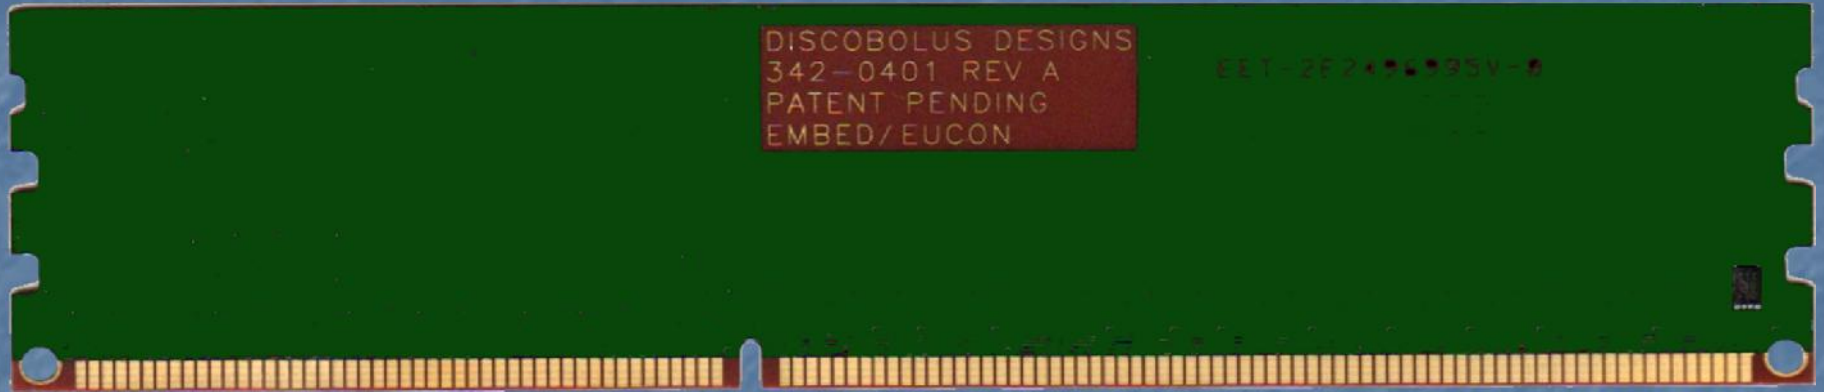 DISCOBOLUS DESIGNS
342-0401 REV A
PATENT PENDING
EMBED/EUCON